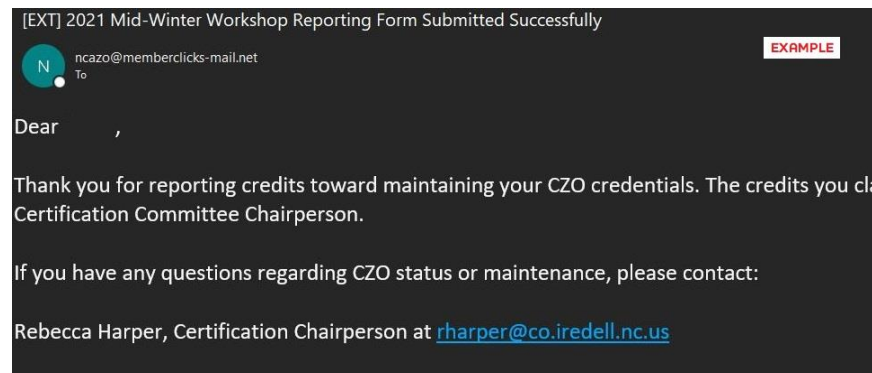 [EXT] 2021 Mid-Winter Workshop Reporting Form Submitted Successfully
EXAMPLE
N
ncazo@memberclicks-mail.net
To
Dear ,
Thank you for reporting credits toward maintaining your CZO credentials. The credits you cla
Certification Committee Chairperson.
If you have any questions regarding CZO status or maintenance, please contact:
Rebecca Harper, Certification Chairperson at rharper@co.iredell.nc.us